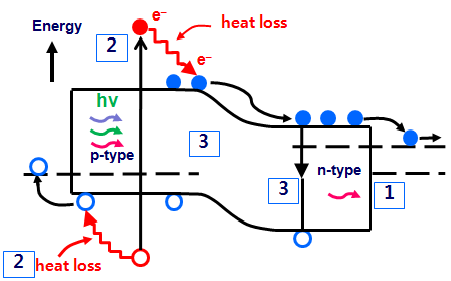 e⁻
heat loss
Energy
2
e⁻
hν
3
p-type
n-type
3
1
2
heat loss